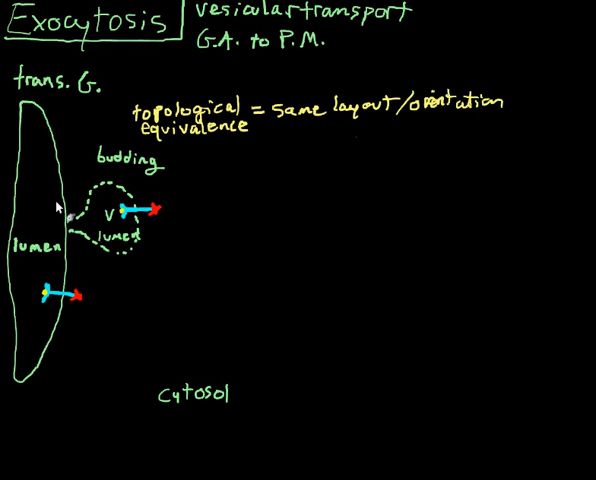 Exocytosis
vesicular transport
G.A. to P.M.
trans. G.
topological = same layout/orientation
equivalence
budding
V
lumen
lumen
cytosol